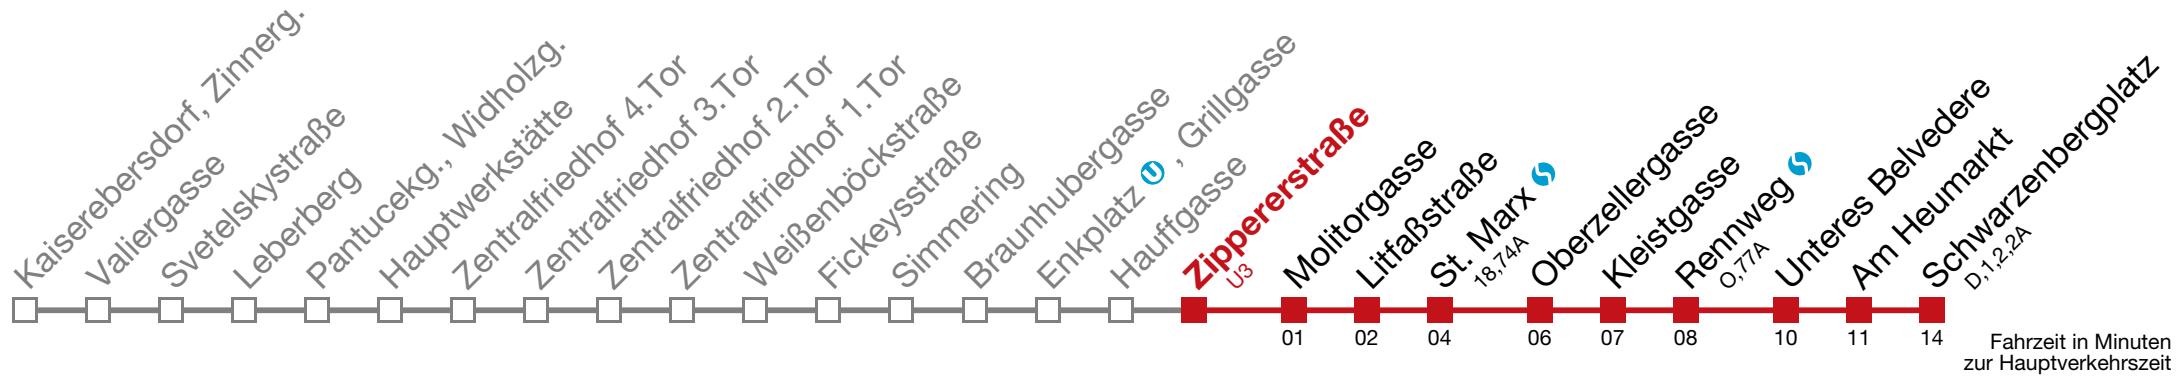 Kaiserebersdorf, Zinnerg.
Valiergasse
Svetelskystraße
Leberberg
Pantucekg., Widholzg.
Hauptwerkstätte
Zentralfriedhof 4.Tor
Zentralfriedhof 3.Tor
Zentralfriedhof 2.Tor
Zentralfriedhof 1.Tor
Weißenböckstraße
Fickeysstraße
Simmering
Braunhubergasse
Enkplatz U, Grillgasse
Hauffgasse
Zippererstraße
U3
Molitorgasse
Litfaßstraße
St. Marx S
18,74A
Oberzellergasse
Kleistgasse
Rennweg S
O,77A
Unteres Belvedere
Am Heumarkt
Schwarzenbergplatz
D,1,2,2A
01 02 04 06 07 08 10 11 14
Fahrzeit in Minuten
zur Hauptverkehrszeit